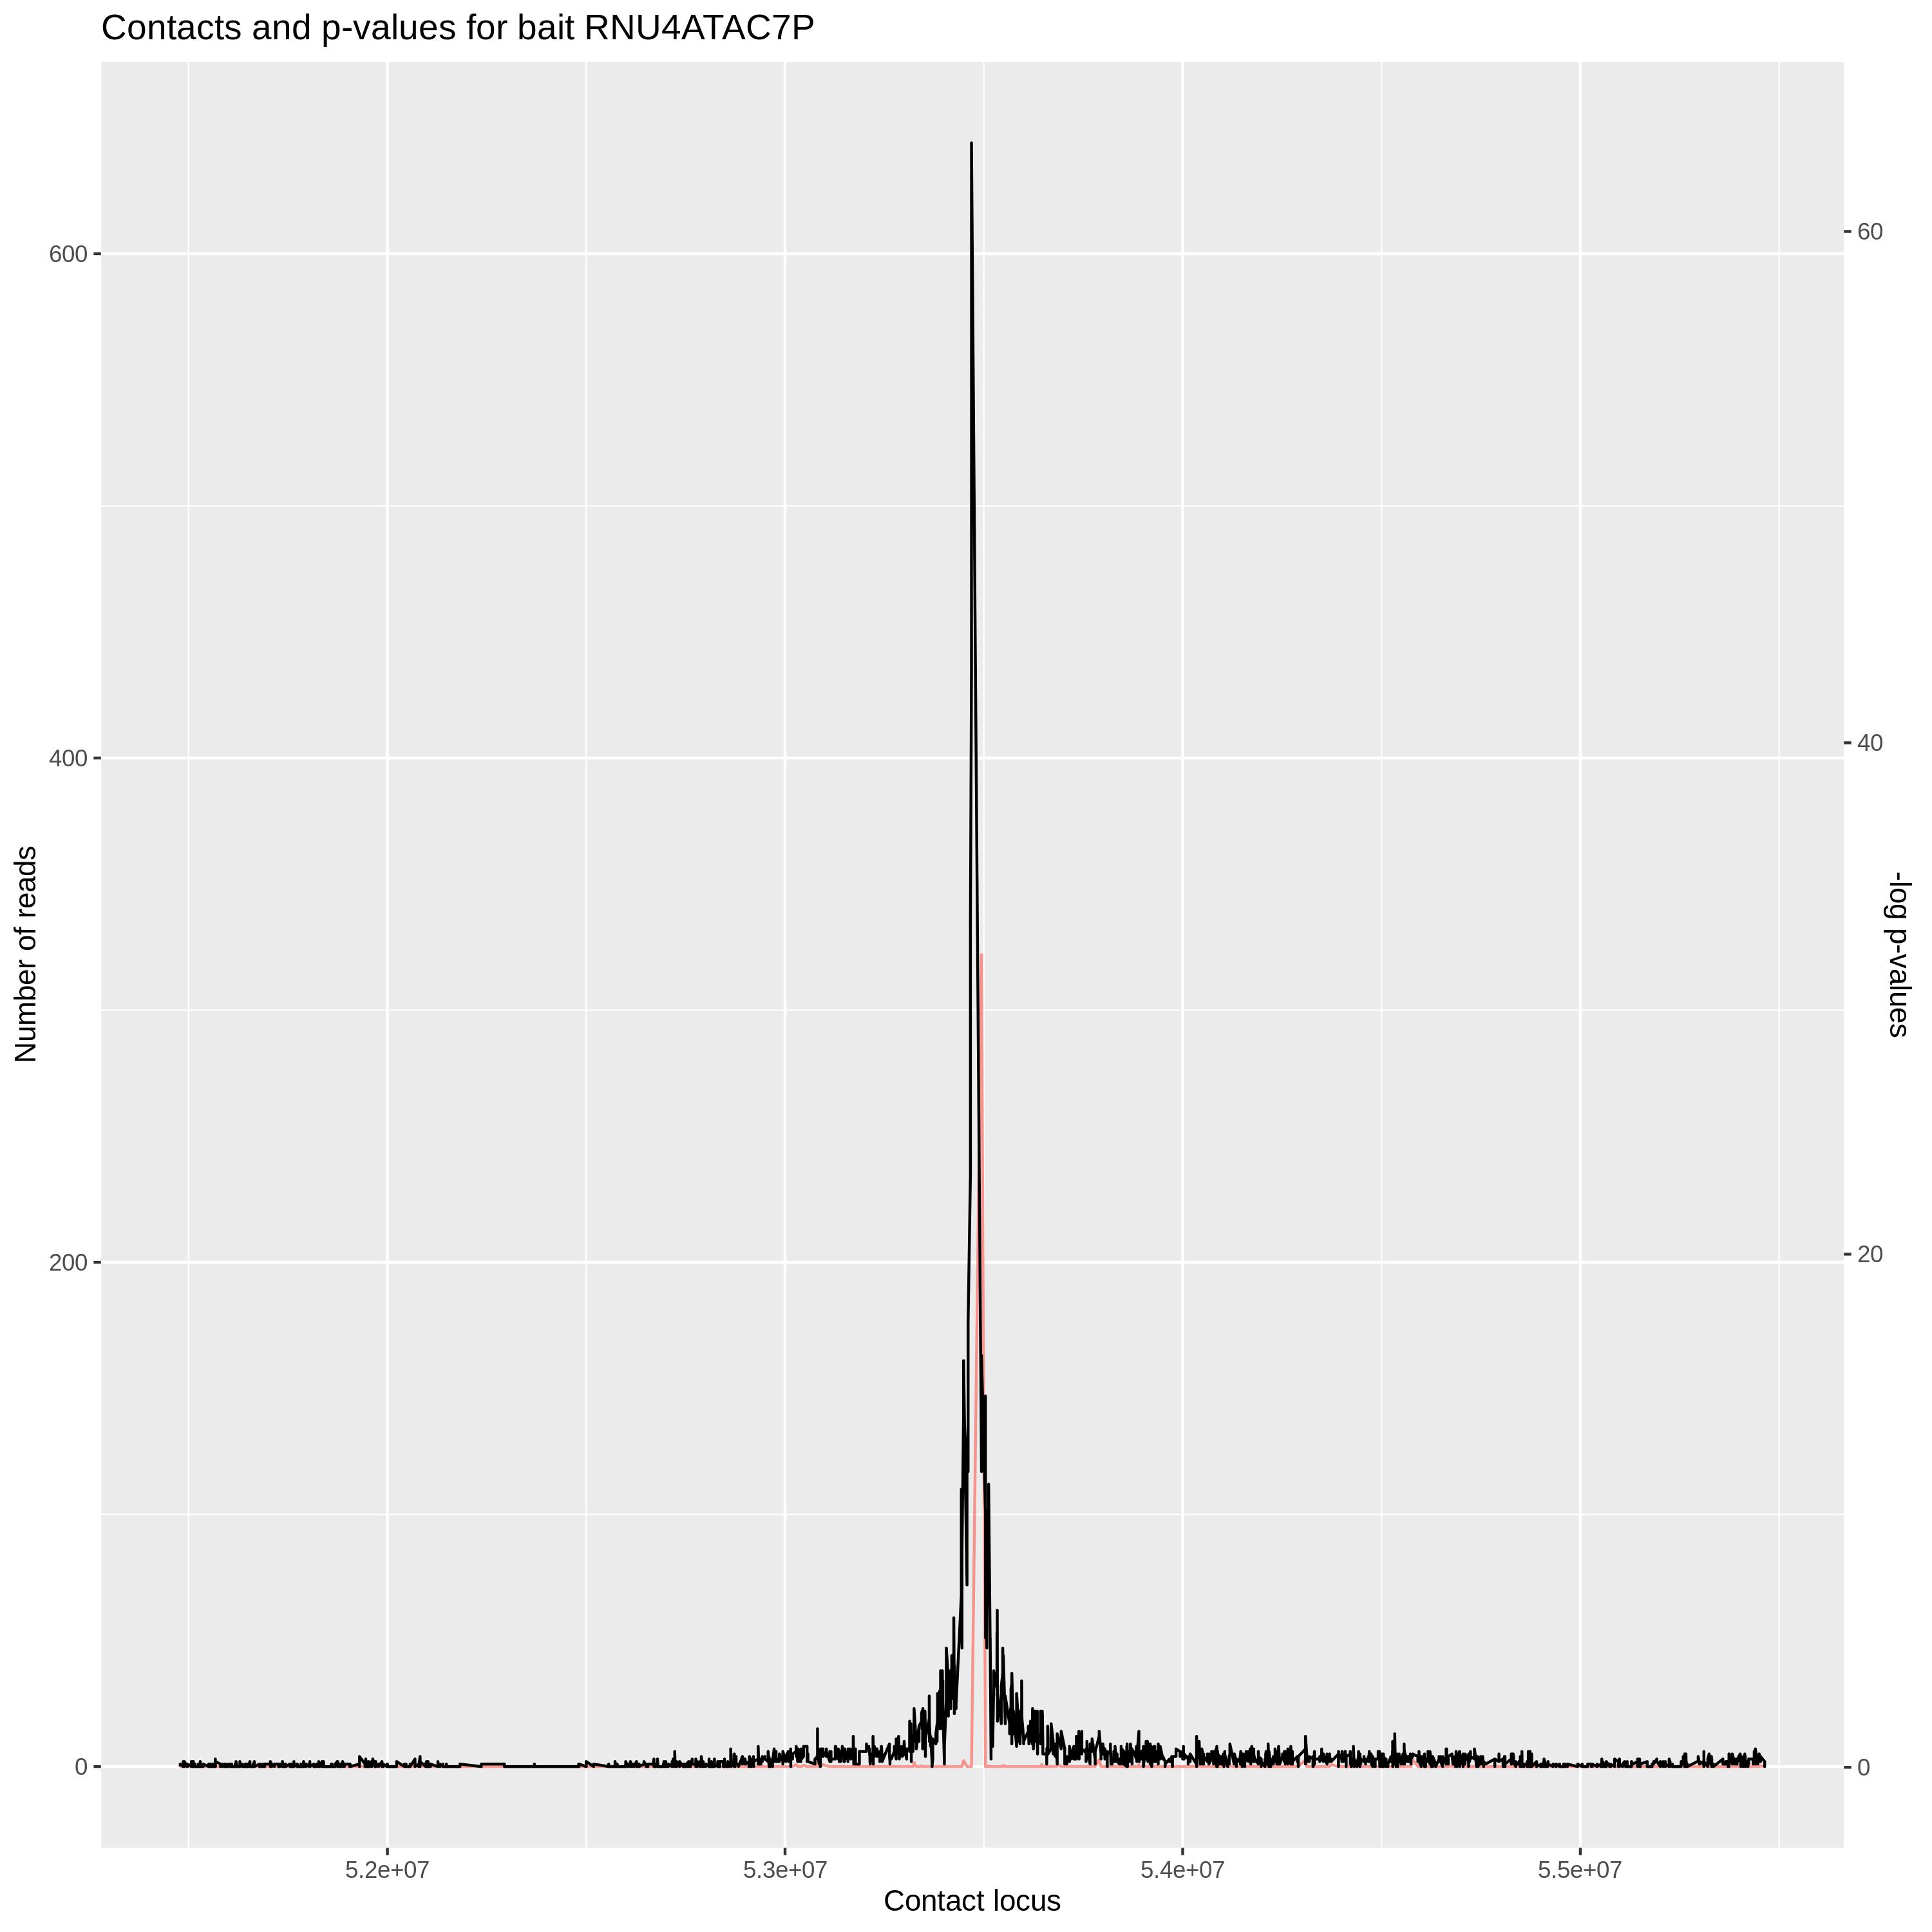 Contacts and p-values for bait RNU4ATAC7P
600
400
200
0
60
40
20
0
Number of reads
-log p-values
5.2e+07
5.3e+07
5.4e+07
5.5e+07
Contact locus